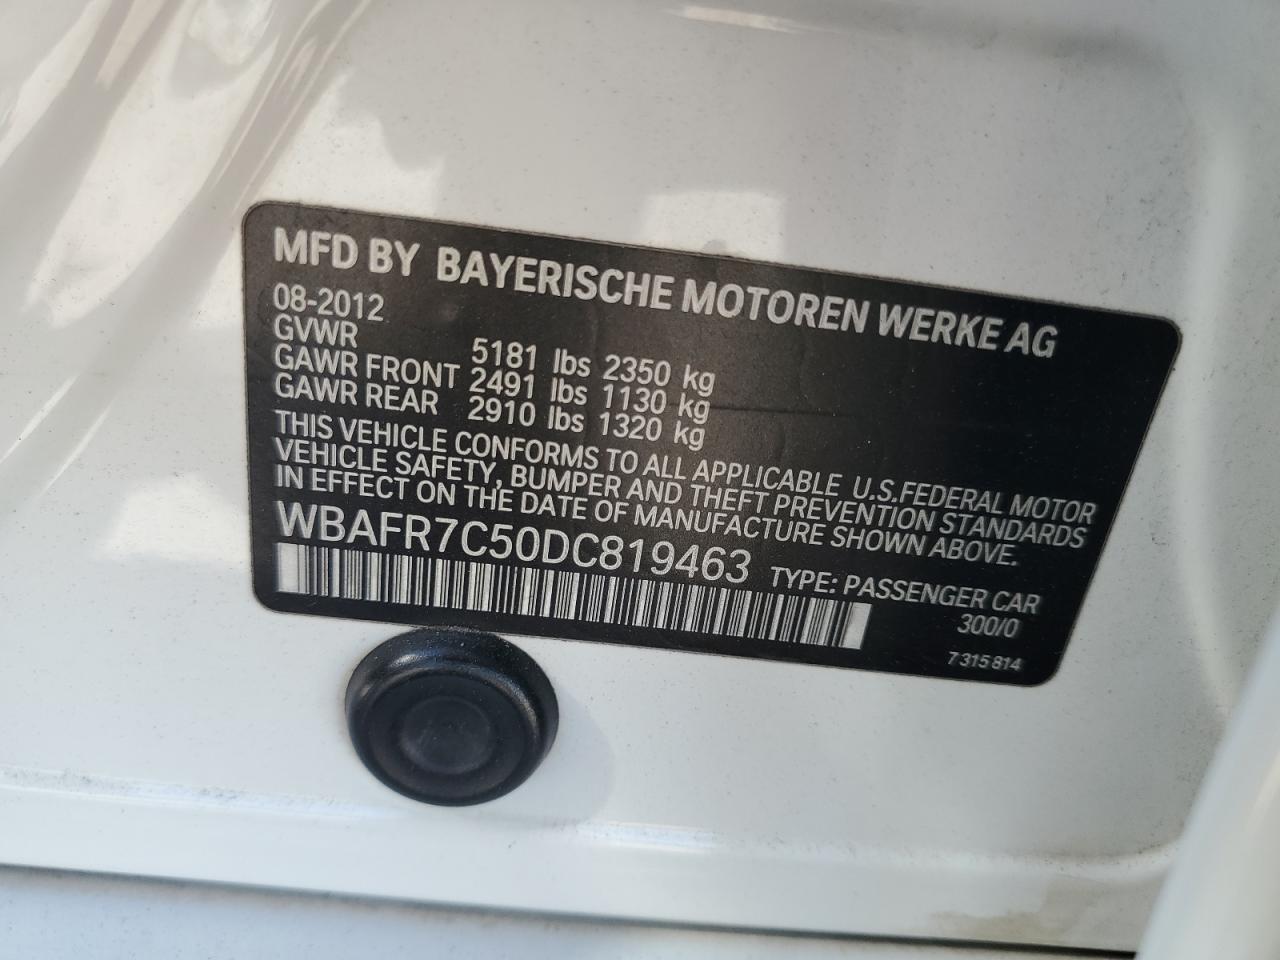 MFD BY BAYERISCHE MOTOREN WERKE AG
08-2012
GVWR 5181 lbs 2350 kg
GAWR FRONT 2491 lbs 1130 kg
GAWR REAR 2910 lbs 1320 kg
THIS VEHICLE CONFORMS TO ALL APPLICABLE U.S.FEDERAL MOTOR
VEHICLE SAFETY, BUMPER AND THEFT PREVENTION STANDARDS
IN EFFECT ON THE DATE OF MANUFACTURE SHOWN ABOVE.
WBAFR7C50DC819463 TYPE: PASSENGER CAR
300/0
7 315 814